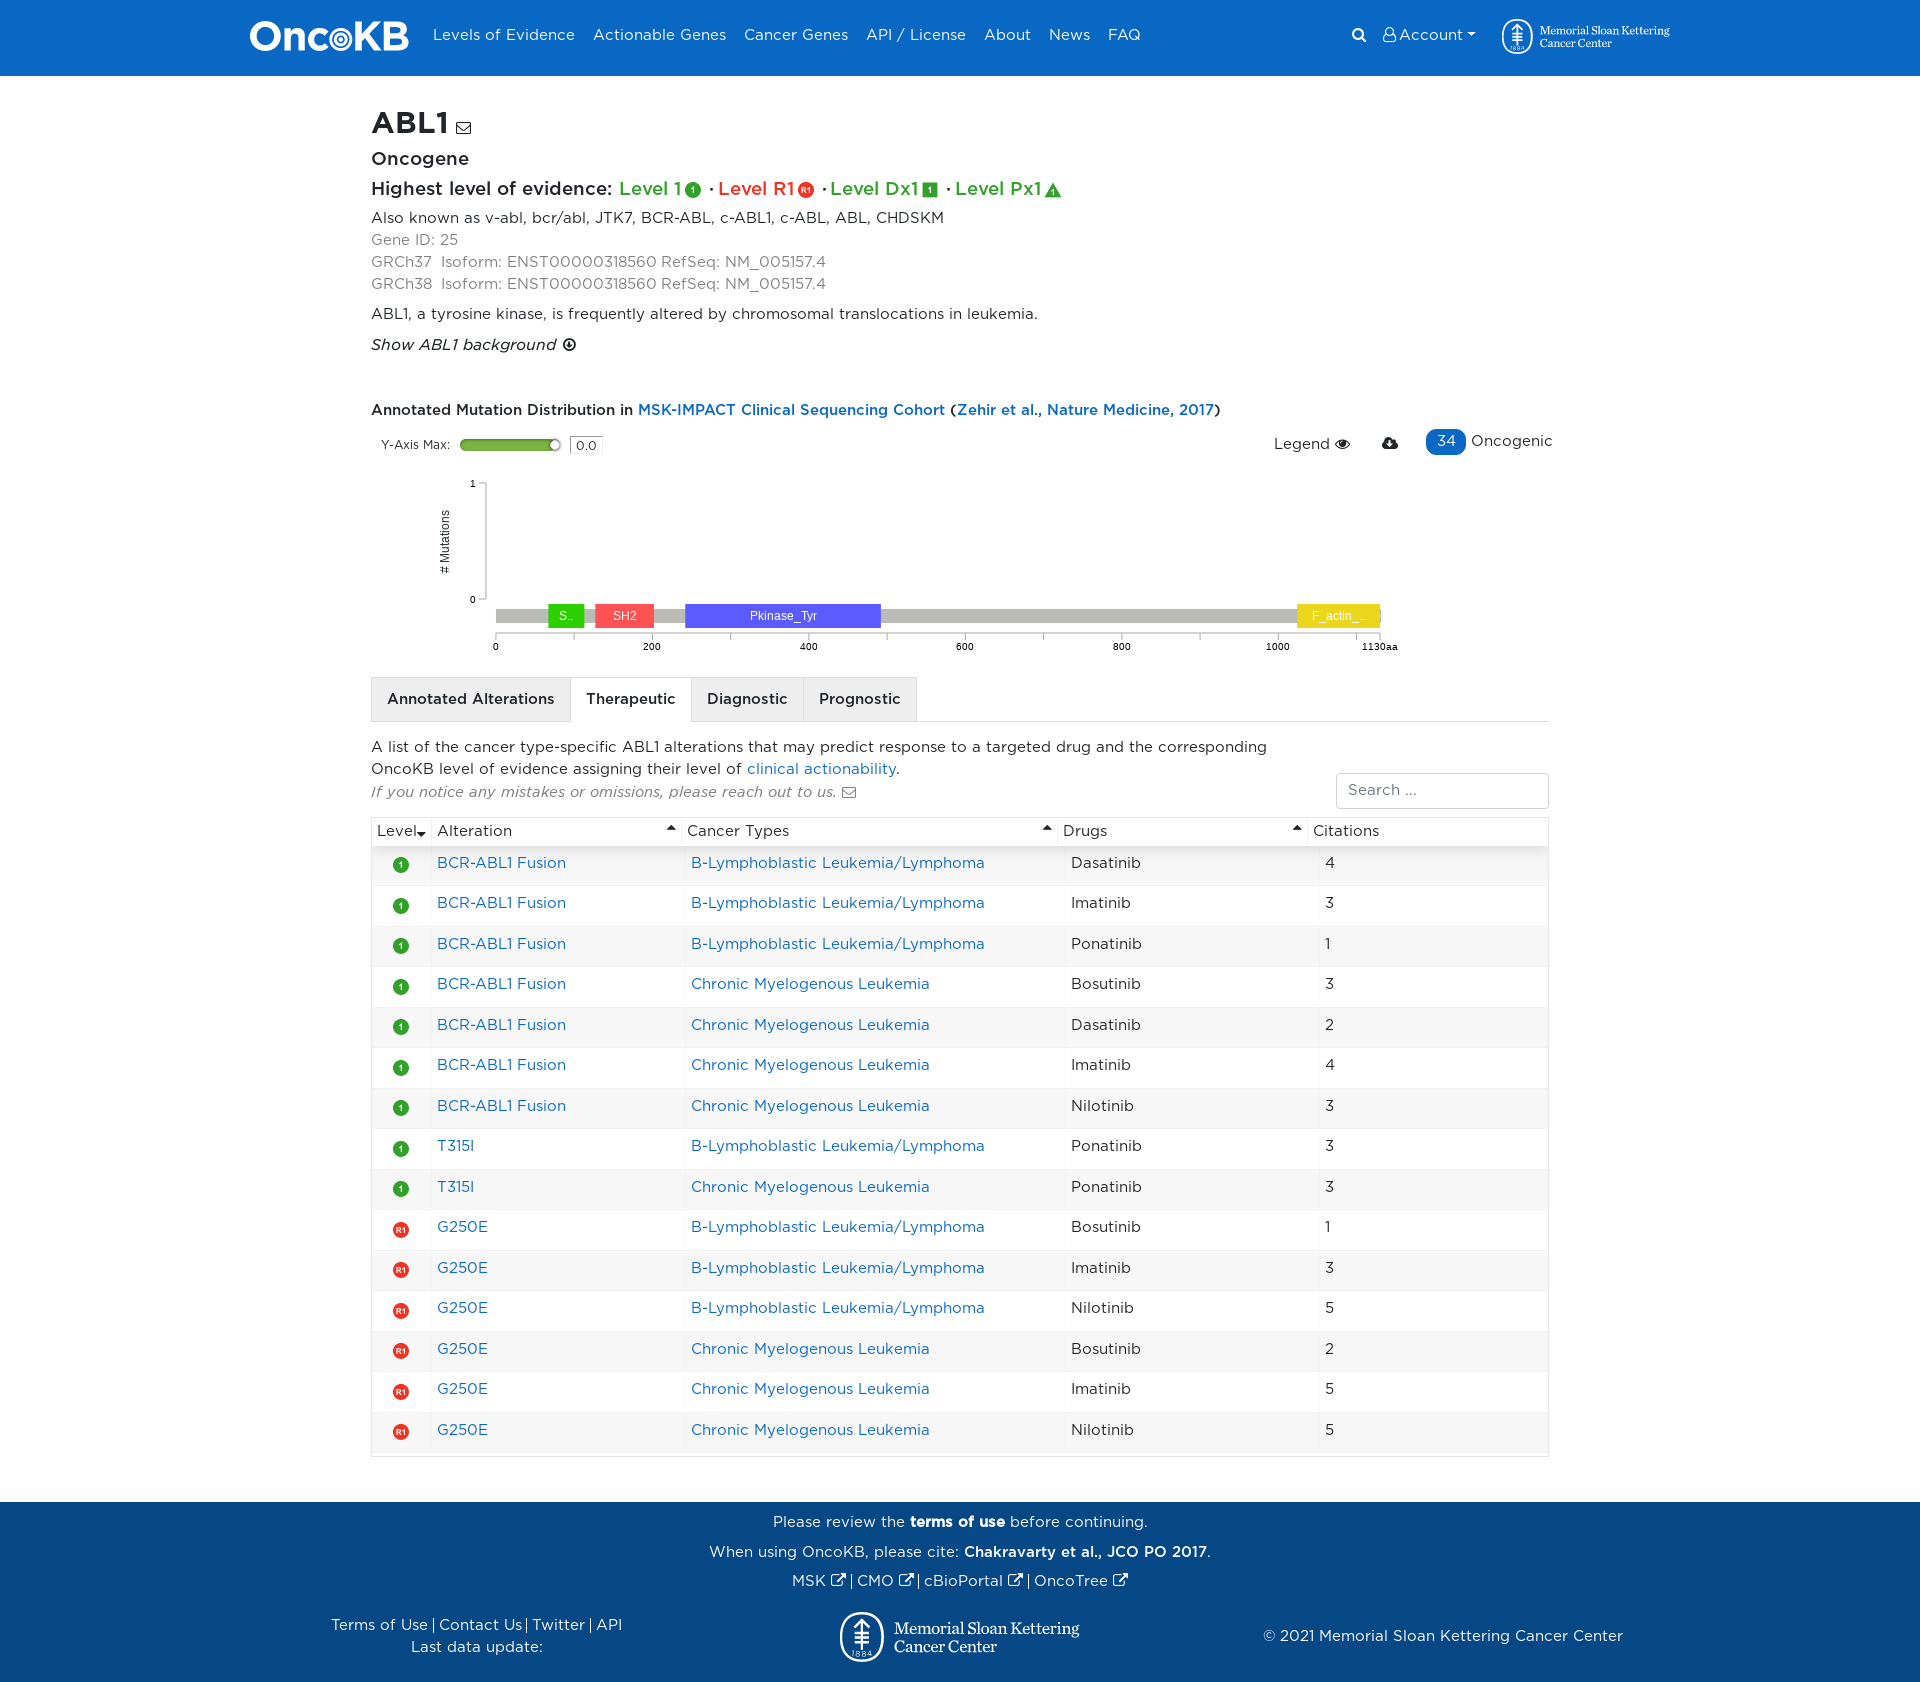 OncoKB Levels of Evidence Actionable Genes Cancer Genes API / License About News FAQ Account Memorial Sloan Kettering Cancer Center 1884
ABL1
Oncogene
Highest level of evidence: Level 1 1 · Level R1 R1 · Level Dx1 1 · Level Px1 1
Also known as v-abl, bcr/abl, JTK7, BCR-ABL, c-ABL1, c-ABL, ABL, CHDSKM
Gene ID: 25
GRCh37 Isoform: ENST00000318560 RefSeq: NM_005157.4
GRCh38 Isoform: ENST00000318560 RefSeq: NM_005157.4
ABL1, a tyrosine kinase, is frequently altered by chromosomal translocations in leukemia.
Show ABL1 background
Annotated Mutation Distribution in MSK-IMPACT Clinical Sequencing Cohort (Zehir et al., Nature Medicine, 2017)
Y-Axis Max: 0.0 Legend 34 Oncogenic
1
# Mutations
0
S.. SH2 Pkinase_Tyr F_actin_..
0 200 400 600 800 1000 1130aa
Annotated Alterations Therapeutic Diagnostic Prognostic
A list of the cancer type-specific ABL1 alterations that may predict response to a targeted drug and the corresponding
OncoKB level of evidence assigning their level of clinical actionability.
If you notice any mistakes or omissions, please reach out to us.
Search ...
Level Alteration Cancer Types Drugs Citations
1 BCR-ABL1 Fusion B-Lymphoblastic Leukemia/Lymphoma Dasatinib 4
1 BCR-ABL1 Fusion B-Lymphoblastic Leukemia/Lymphoma Imatinib 3
1 BCR-ABL1 Fusion B-Lymphoblastic Leukemia/Lymphoma Ponatinib 1
1 BCR-ABL1 Fusion Chronic Myelogenous Leukemia Bosutinib 3
1 BCR-ABL1 Fusion Chronic Myelogenous Leukemia Dasatinib 2
1 BCR-ABL1 Fusion Chronic Myelogenous Leukemia Imatinib 4
1 BCR-ABL1 Fusion Chronic Myelogenous Leukemia Nilotinib 3
1 T315I B-Lymphoblastic Leukemia/Lymphoma Ponatinib 3
1 T315I Chronic Myelogenous Leukemia Ponatinib 3
R1 G250E B-Lymphoblastic Leukemia/Lymphoma Bosutinib 1
R1 G250E B-Lymphoblastic Leukemia/Lymphoma Imatinib 3
R1 G250E B-Lymphoblastic Leukemia/Lymphoma Nilotinib 5
R1 G250E Chronic Myelogenous Leukemia Bosutinib 2
R1 G250E Chronic Myelogenous Leukemia Imatinib 5
R1 G250E Chronic Myelogenous Leukemia Nilotinib 5
Please review the terms of use before continuing.
When using OncoKB, please cite: Chakravarty et al., JCO PO 2017.
MSK | CMO | cBioPortal | OncoTree
Terms of Use | Contact Us | Twitter | API
Last data update:
1884 Memorial Sloan Kettering
Cancer Center
© 2021 Memorial Sloan Kettering Cancer Center